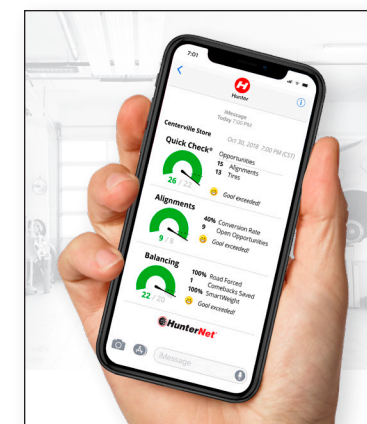 7:01
Hunter
iMessage
Today 7:00 PM
Centerville Store
Oct 30, 2018 7:00 PM (CST)
Quick Check®
Opportunities
15 Alignments
13 Tires
26 / 22
Goal exceeded!
Alignments
40% Conversion Rate
9 Open Opportunities
9 / 8
Goal exceeded!
Balancing
100% Road Forced
1 Comebacks Saved
100% SmartWeight
22 / 20
Goal exceeded!
HunterNet
iMessage